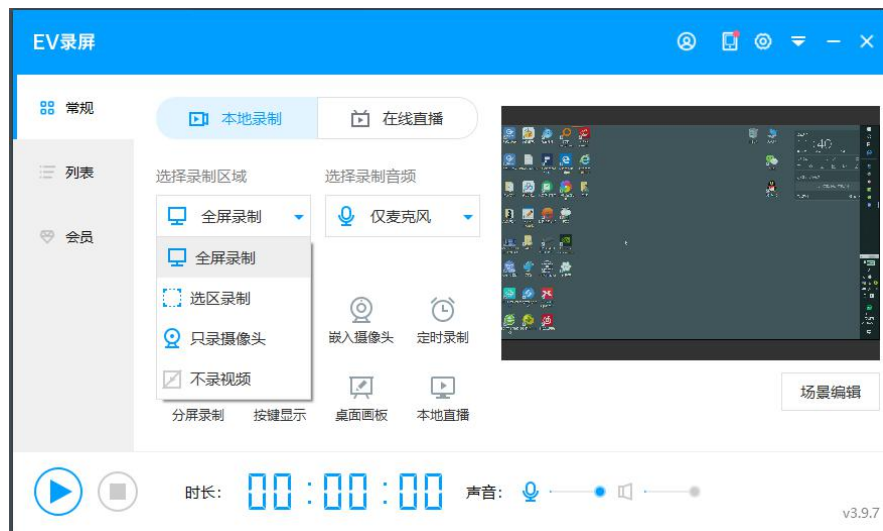 EV录屏
常规
列表
会员
本地录制
在线直播
选择录制区域
选择录制音频
全屏录制
仅麦克风
全屏录制
选区录制
只录摄像头
不录视频
嵌入摄像头
定时录制
分屏录制
按键显示
桌面画板
本地直播
场景编辑
时长:
00:00:00
声音:
v3.9.7